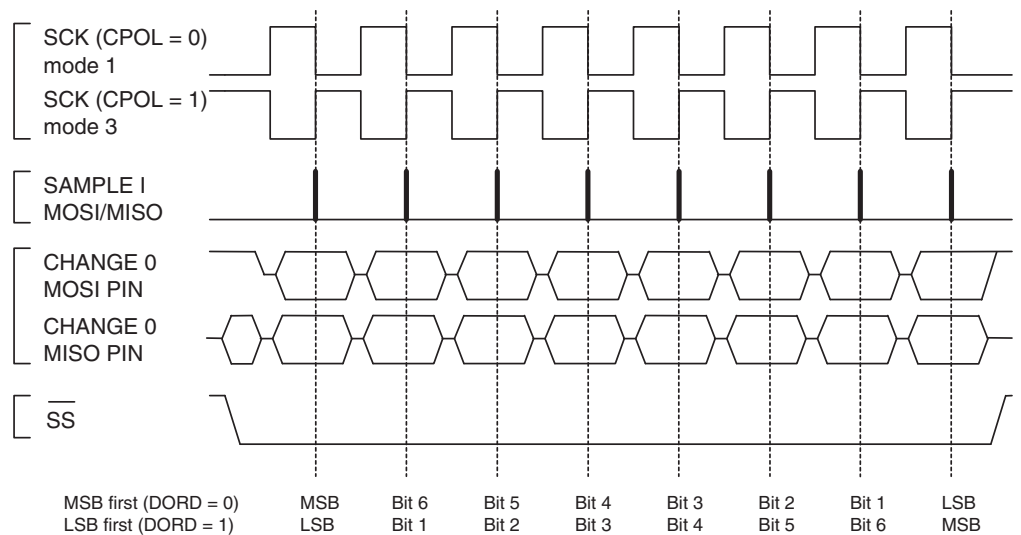 SCK (CPOL = 0)
mode 1
SCK (CPOL = 1)
mode 3
SAMPLE I
MOSI/MISO
CHANGE 0
MOSI PIN
CHANGE 0
MISO PIN
SS
MSB first (DORD = 0) MSB Bit 6 Bit 5 Bit 4 Bit 3 Bit 2 Bit 1 LSB
LSB first (DORD = 1) LSB Bit 1 Bit 2 Bit 3 Bit 4 Bit 5 Bit 6 MSB